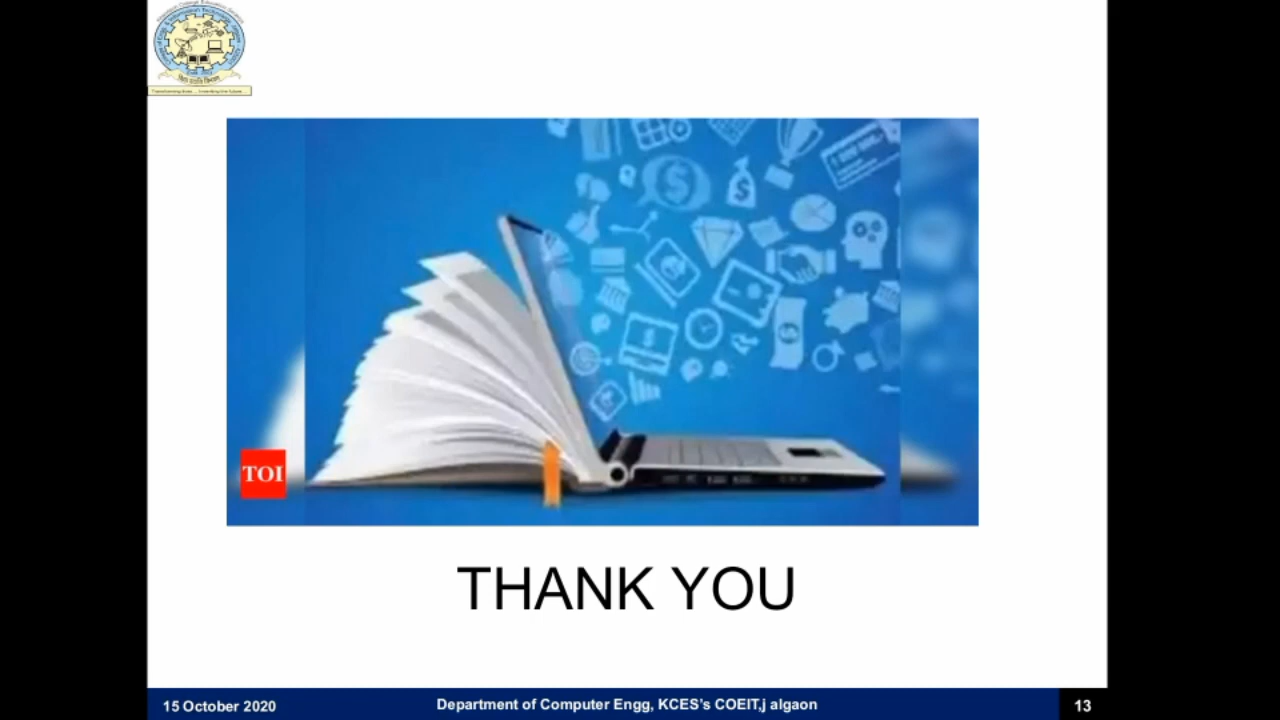 TOI
THANK YOU
15 October 2020
Department of Computer Engg, KCES's COEIT,j algaon
13